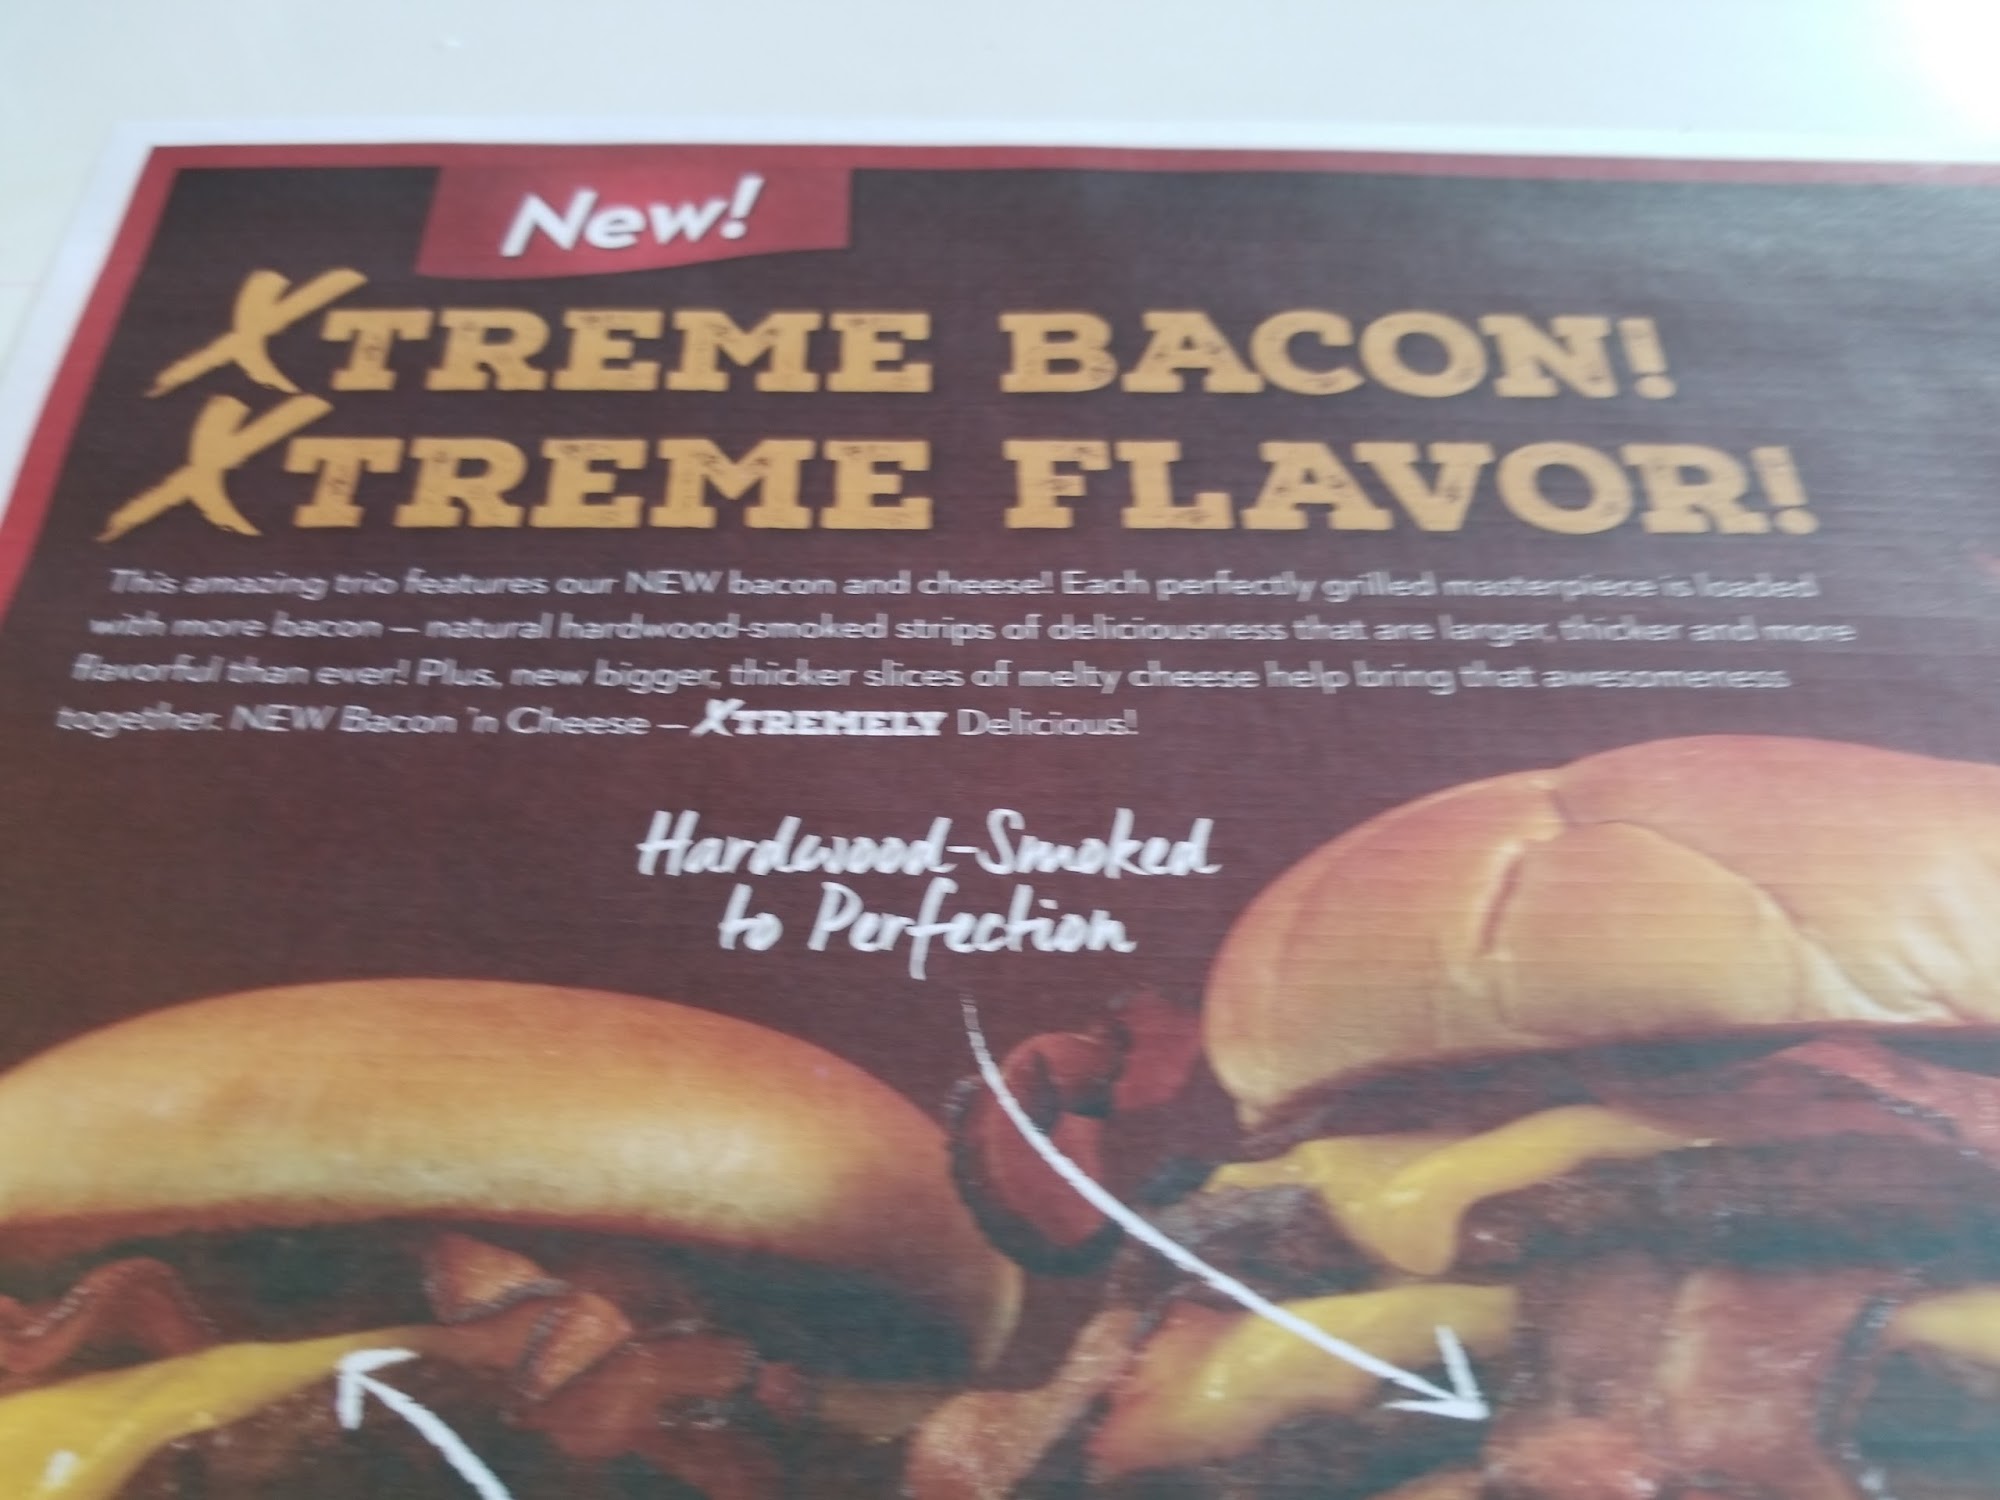 New!
XTREME BACON!
XTREME FLAVOR!
This amazing trio features our NEW bacon and cheese! Each perfectly grilled masterpiece is loaded
with more bacon – natural hardwood-smoked strips of deliciousness that are larger, thicker and more
flavorful than ever! Plus, new bigger, thicker slices of melty cheese help bring that awesomeness
together. NEW Bacon 'n Cheese – XTREMELY Delicious!
Hardwood-Smoked
to Perfection